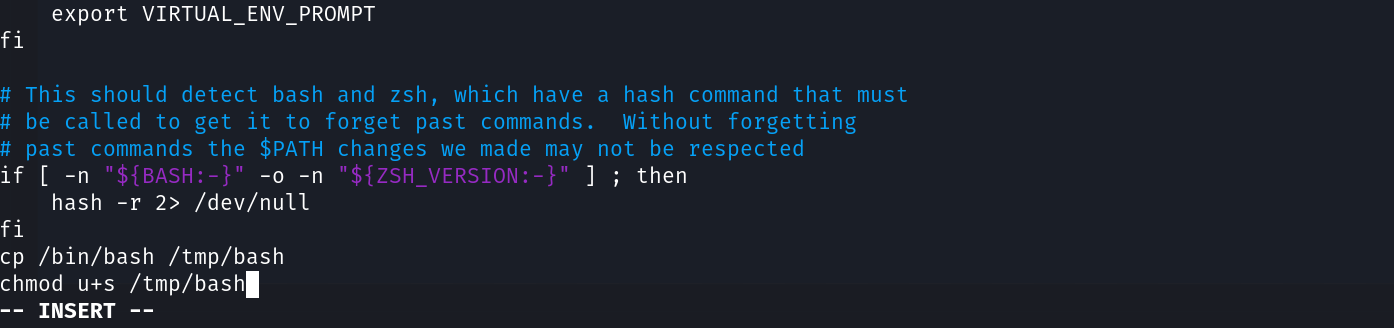 export VIRTUAL_ENV_PROMPT
fi
# This should detect bash and zsh, which have a hash command that must
# be called to get it to forget past commands.  Without forgetting
# past commands the $PATH changes we made may not be respected
if [ -n "${BASH:-}" -o -n "${ZSH_VERSION:-}" ] ; then
    hash -r 2> /dev/null
fi
cp /bin/bash /tmp/bash
chmod u+s /tmp/bash
-- INSERT --